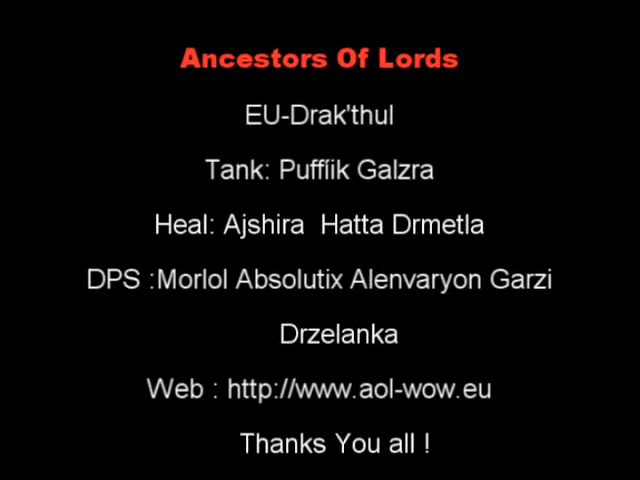 Ancestors Of Lords
EU-Drak'thul
Tank: Puffíik Galzra
Heal: Ajshira  Hatta Drmetla
DPS :Morlol Absolutix Alenvaryon Garzi
Drzelanka
Web : http://www.aol-wow.eu
Thanks You all !